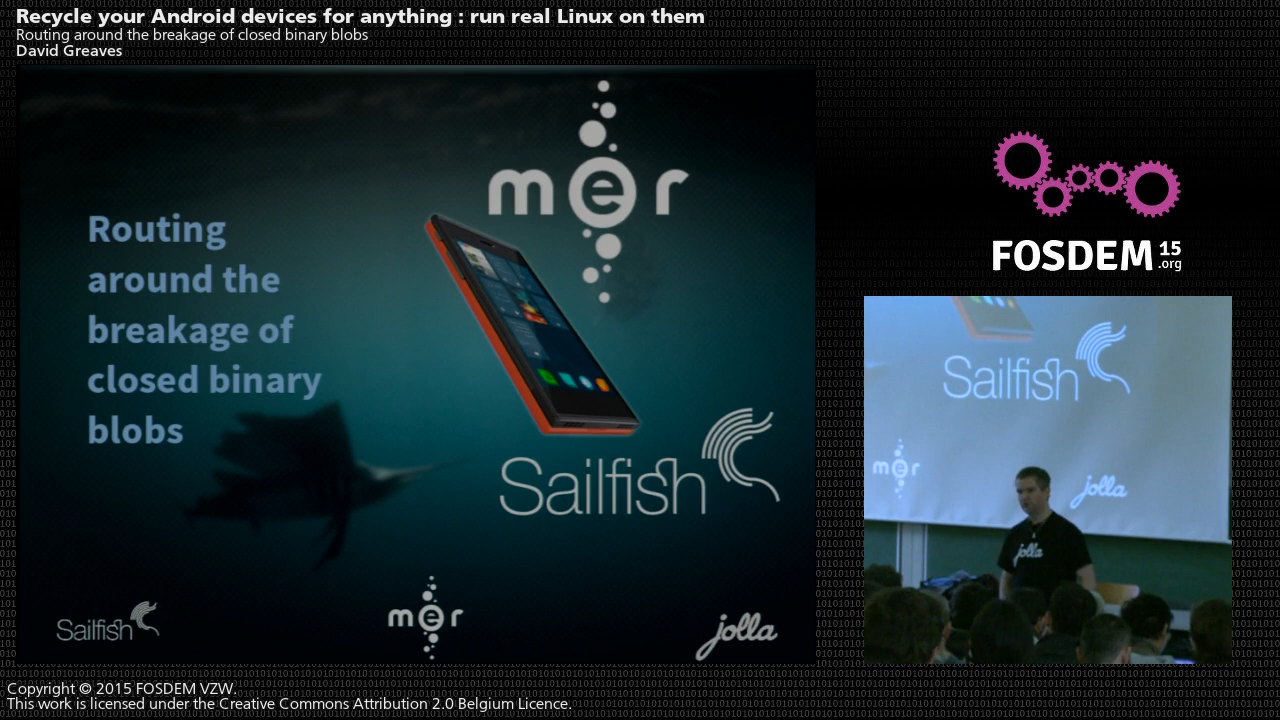 Recycle your Android devices for anything : run real Linux on them
Routing around the breakage of closed binary blobs
David Greaves
mer
Routing
around the
breakage of
closed binary
blobs
Sailfish
Sailfish
mer
jolla
FOSDEM 15
.org
Sailfish
mer
jolla
jolla
Copyright © 2015 FOSDEM VZW.
This work is licensed under the Creative Commons Attribution 2.0 Belgium Licence.